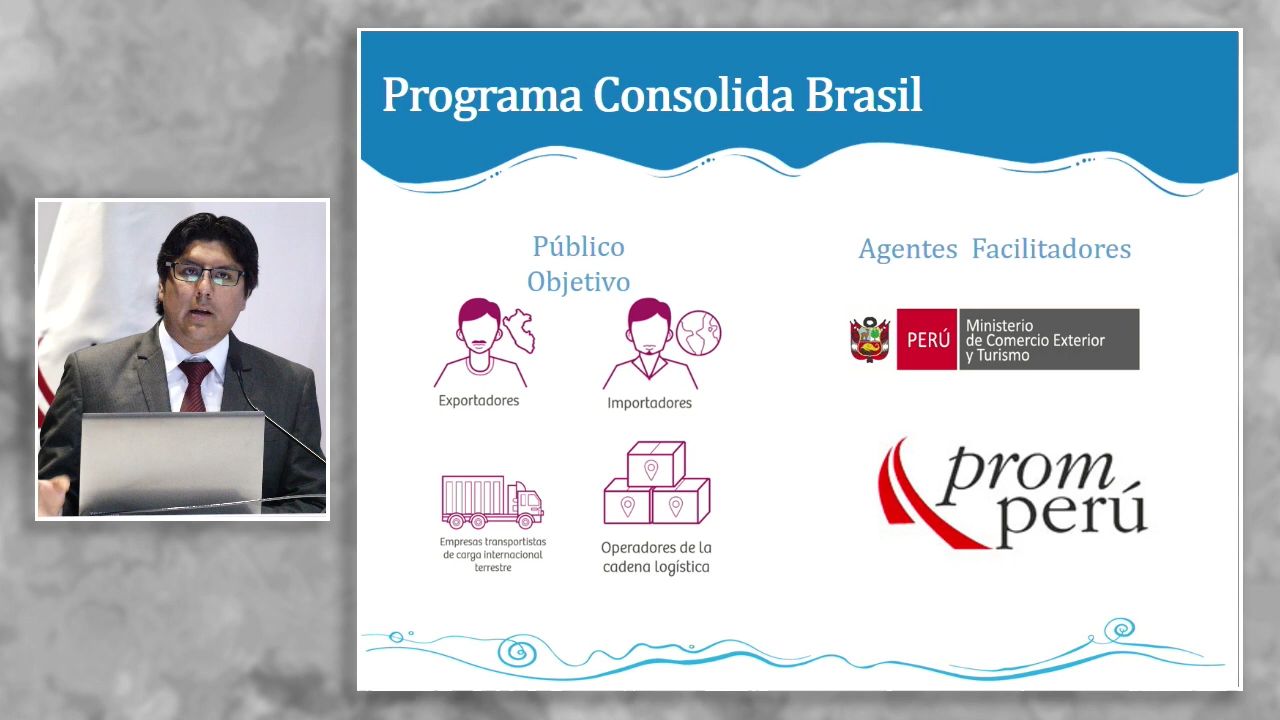 Programa Consolida Brasil
Público
Objetivo
Exportadores
Importadores
Empresas transportistas
de carga internacional
terrestre
Operadores de la
cadena logística
Agentes Facilitadores
PERÚ
Ministerio
de Comercio Exterior
y Turismo
prom
perú